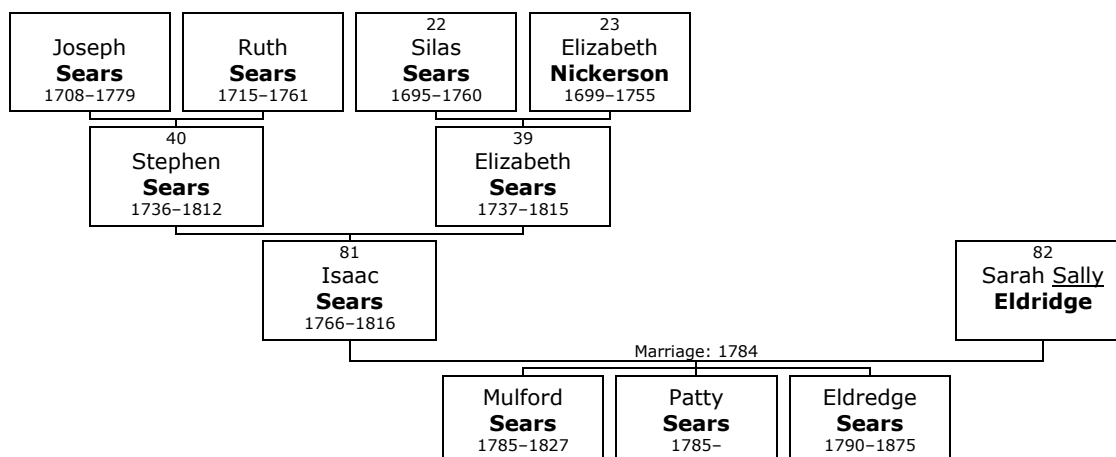 Joseph
Sears
1708–1779
Ruth
Sears
1715–1761
22
Silas
Sears
1695–1760
23
Elizabeth
Nickerson
1699–1755
40
Stephen
Sears
1736–1812
39
Elizabeth
Sears
1737–1815
81
Isaac
Sears
1766–1816
82
Sarah Sally
Eldridge
Marriage: 1784
Mulford
Sears
1785–1827
Patty
Sears
1785–
Eldredge
Sears
1790–1875